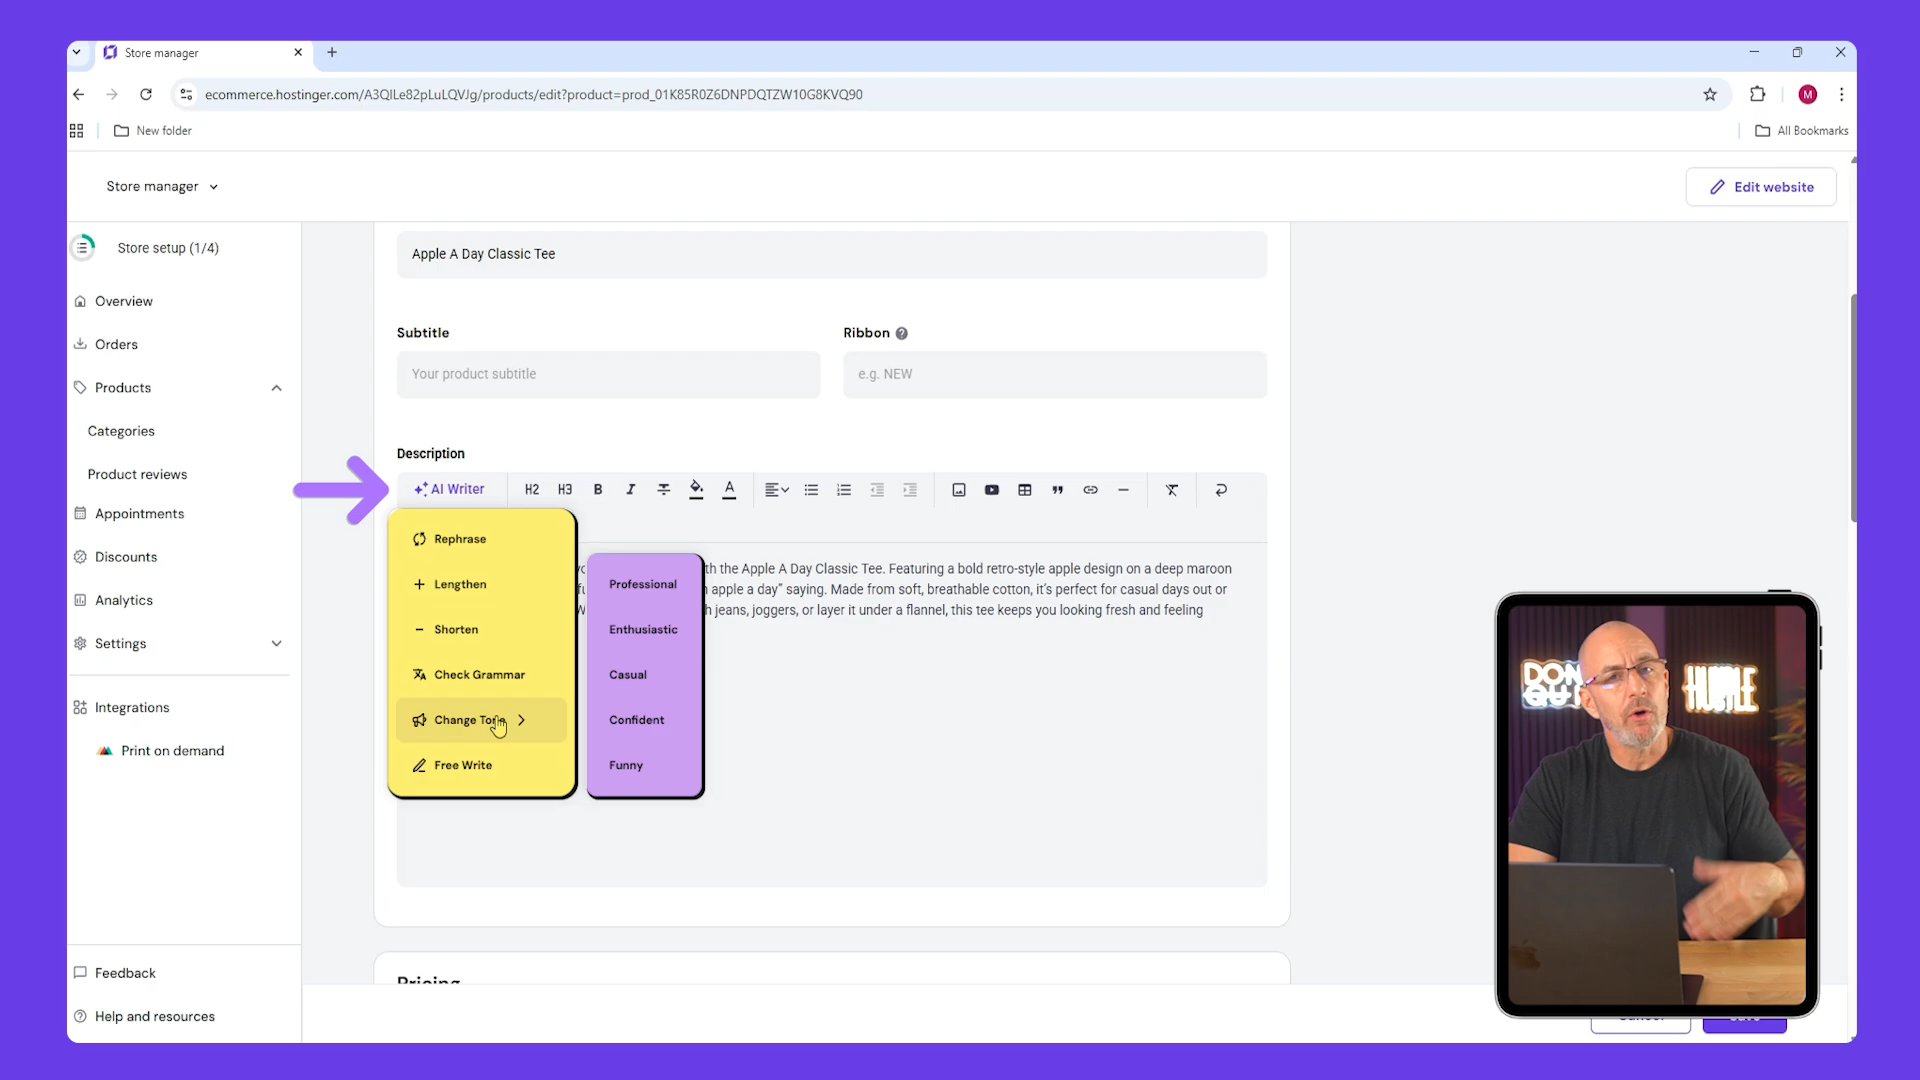 Store manager
ecommerce.hostinger.com/A3QlLe82pLuLQVJg/products/edit?product=prod_01K85R0Z6DNPDQTZW10G8KVQ90
M
New folder
All Bookmarks
Store manager
Edit website
Store setup (1/4)
Overview
Orders
Products
Categories
Product reviews
Appointments
Discounts
Analytics
Settings
Integrations
Print on demand
Feedback
Help and resources
Apple A Day Classic Tee
Subtitle
Ribbon
Your product subtitle
e.g. NEW
Description
AI Writer
H2
H3
B
I
A
Rephrase
Lengthen
Shorten
Check Grammar
Change Tone
Free Write
Professional
Enthusiastic
Casual
Confident
Funny
th the Apple A Day Classic Tee. Featuring a bold retro-style apple design on a deep maroon
apple a day” saying. Made from soft, breathable cotton, it’s perfect for casual days out or
h jeans, joggers, or layer it under a flannel, this tee keeps you looking fresh and feeling
Pricing
DON
QU
HUSTLE